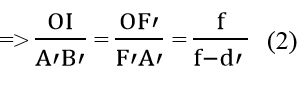 => OI/A′B′ = OF′/F′A′ = f/f−d′ (2)